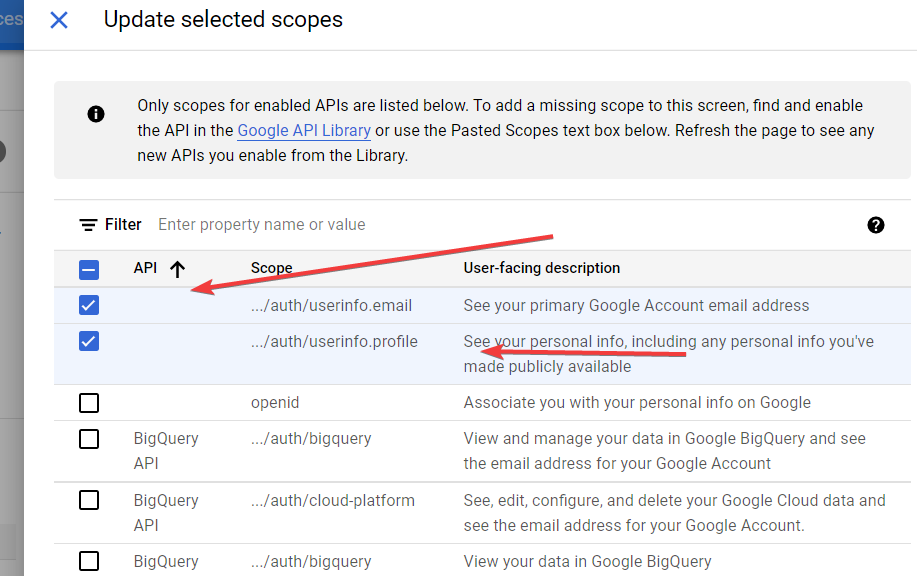 ces
Update selected scopes
Only scopes for enabled APIs are listed below. To add a missing scope to this screen, find and enable
the API in the Google API Library or use the Pasted Scopes text box below. Refresh the page to see any
new APIs you enable from the Library.
Filter Enter property name or value
API Scope User-facing description
.../auth/userinfo.email See your primary Google Account email address
.../auth/userinfo.profile See your personal info, including any personal info you've
made publicly available
openid Associate you with your personal info on Google
BigQuery .../auth/bigquery View and manage your data in Google BigQuery and see
API the email address for your Google Account
BigQuery .../auth/cloud-platform See, edit, configure, and delete your Google Cloud data and
API see the email address for your Google Account.
BigQuery .../auth/bigquery View your data in Google BigQuery